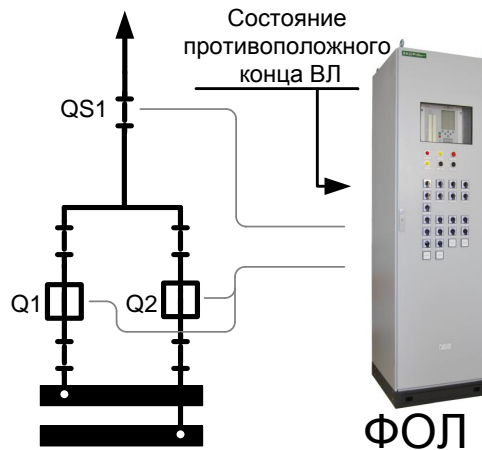 Состояние
противоположного
конца ВЛ
QS1
Q1
Q2
ФОЛ